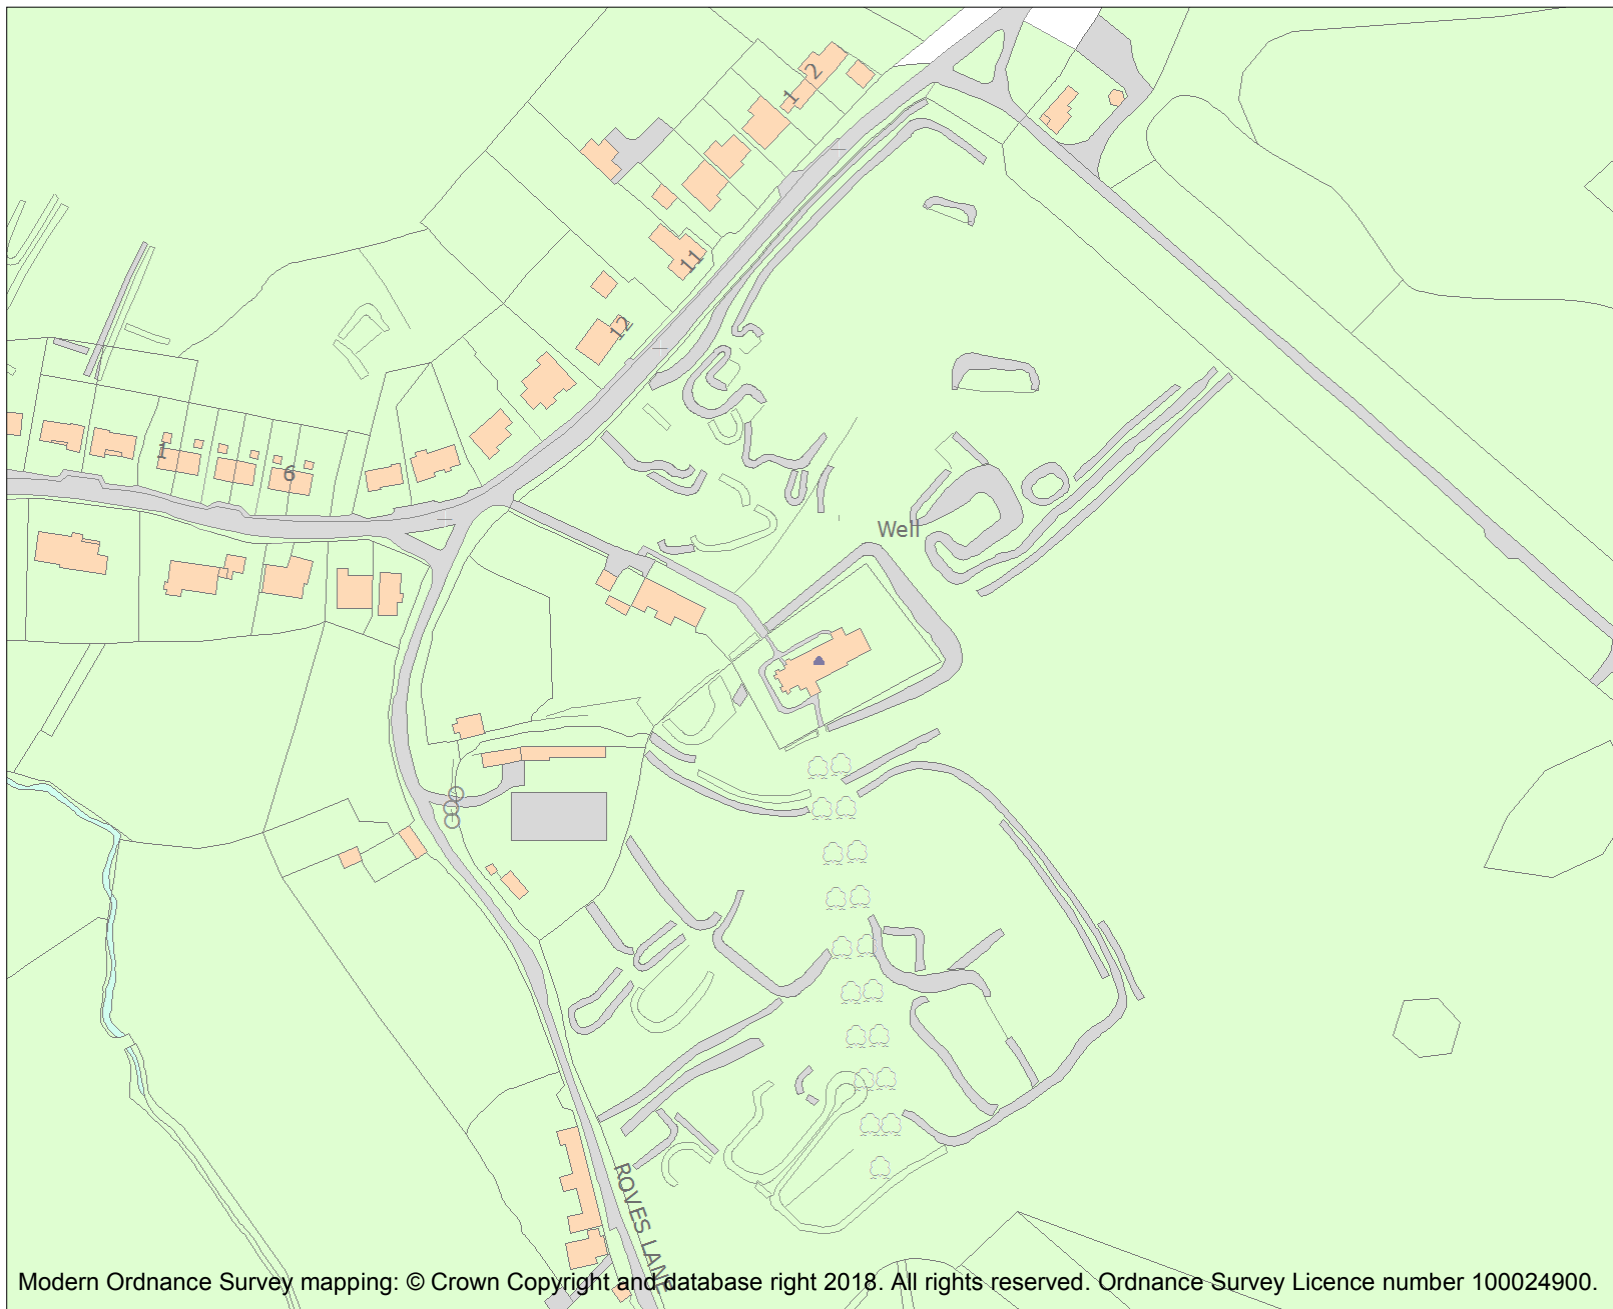 2
1
11
12
1
6
Well
ROVES LANE
Modern Ordnance Survey mapping: © Crown Copyright and database right 2018. All rights reserved. Ordnance Survey Licence number 100024900.